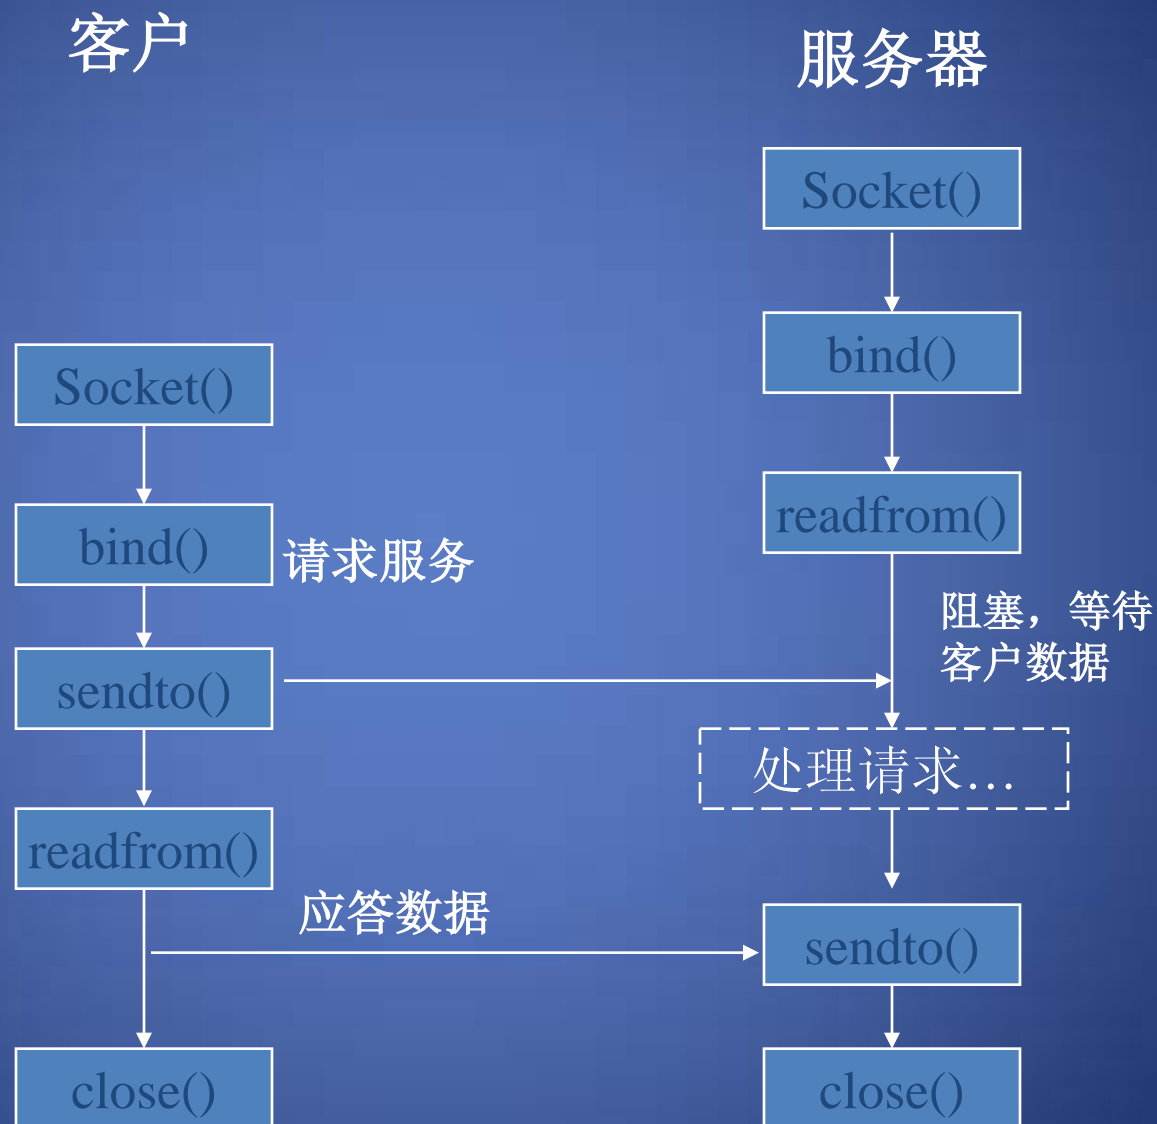 客户
服务器
Socket()
bind()
请求服务
sendto()
readfrom()
应答数据
close()
Socket()
bind()
readfrom()
阻塞，等待
客户数据
处理请求…
sendto()
close()